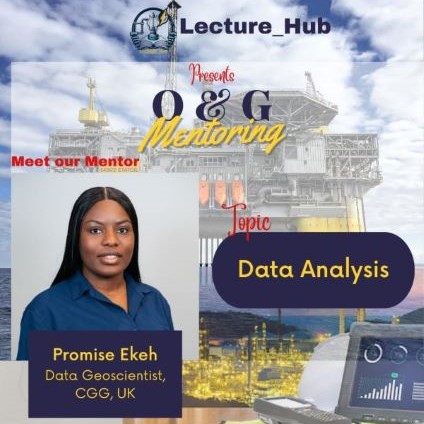 Lecture_Hub
Presents
O & G
Mentoring
Meet our Mentor
Topic
Data Analysis
Promise Ekeh
Data Geoscientist,
CGG, UK